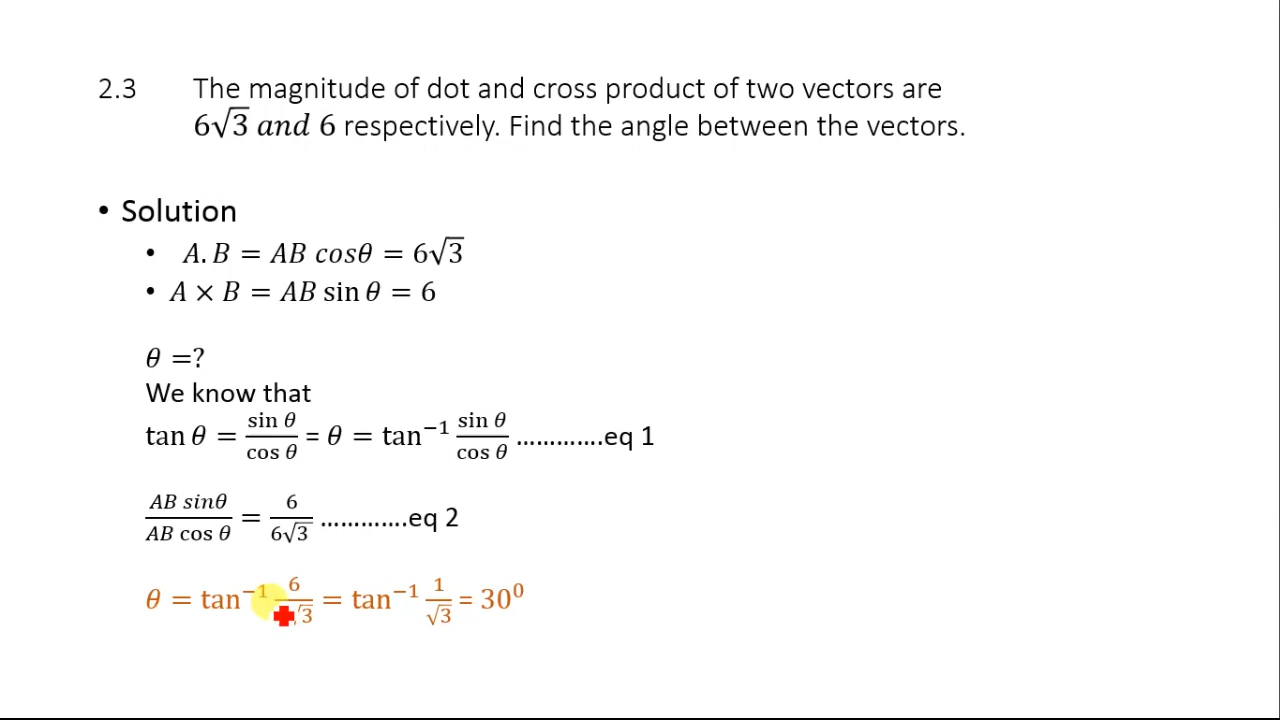 2.3 The magnitude of dot and cross product of two vectors are
6√3 and 6 respectively. Find the angle between the vectors.
• Solution
• A.B = AB cosθ = 6√3
• A × B = AB sin θ = 6
θ =?
We know that
tan θ = sin θ / cos θ = θ = tan⁻¹ sin θ / cos θ ………….eq 1
AB sinθ / AB cos θ = 6 / 6√3 ………….eq 2
θ = tan⁻¹ 6 / √3 = tan⁻¹ 1 / √3 = 30⁰